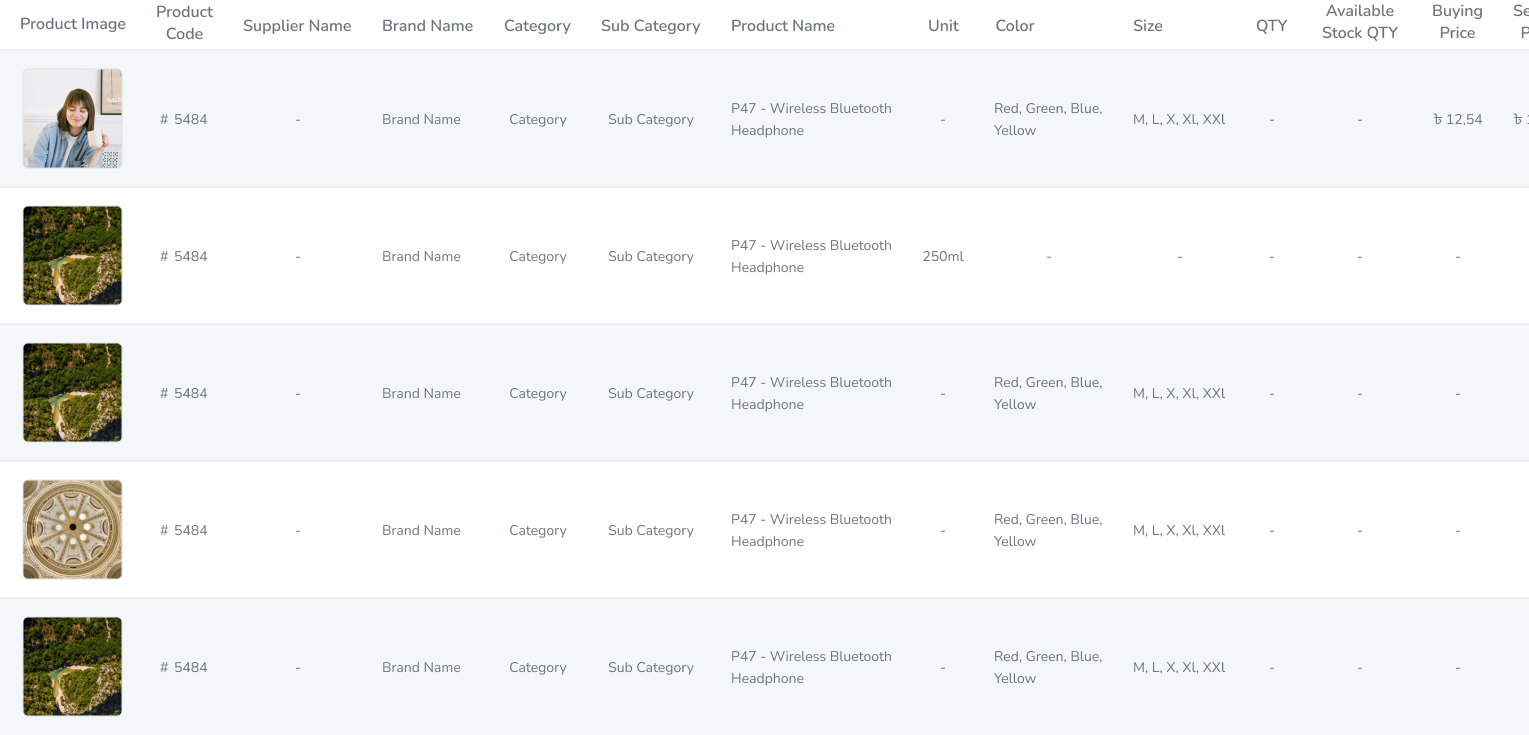 Product Image
Product Code
Supplier Name
Brand Name
Category
Sub Category
Product Name
Unit
Color
Size
QTY
Available Stock QTY
Buying Price
# 5484
-
Brand Name
Category
Sub Category
P47 - Wireless Bluetooth
Headphone
-
Red, Green, Blue,
Yellow
M, L, X, Xl, XXl
-
-
৳ 12,54
৳
# 5484
-
Brand Name
Category
Sub Category
P47 - Wireless Bluetooth
Headphone
250ml
-
-
-
-
-
# 5484
-
Brand Name
Category
Sub Category
P47 - Wireless Bluetooth
Headphone
-
Red, Green, Blue,
Yellow
M, L, X, Xl, XXl
-
-
-
# 5484
-
Brand Name
Category
Sub Category
P47 - Wireless Bluetooth
Headphone
-
Red, Green, Blue,
Yellow
M, L, X, Xl, XXl
-
-
-
# 5484
-
Brand Name
Category
Sub Category
P47 - Wireless Bluetooth
Headphone
-
Red, Green, Blue,
Yellow
M, L, X, Xl, XXl
-
-
-